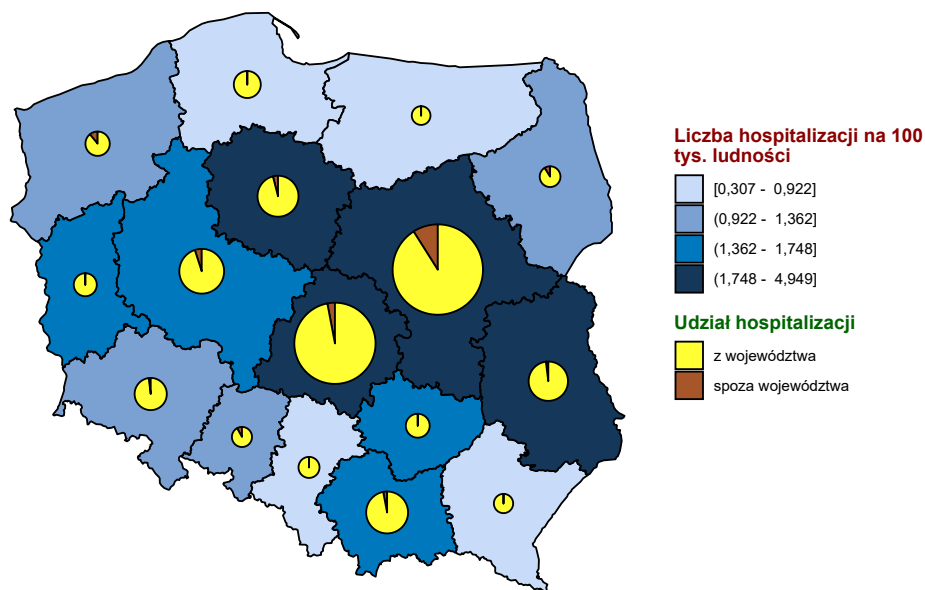 Liczba hospitalizacji na 100
tys. ludności
[0,307 - 0,922]
(0,922 - 1,362]
(1,362 - 1,748]
(1,748 - 4,949]
Udział hospitalizacji
z województwa
spoza województwa